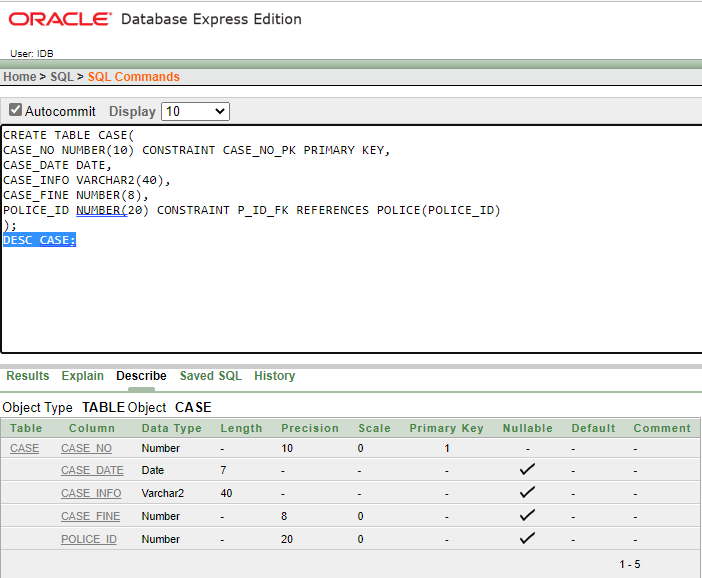 ORACLE® Database Express Edition
User: IDB
Home > SQL > SQL Commands
Autocommit Display 10
CREATE TABLE CASE(
CASE_NO NUMBER(10) CONSTRAINT CASE_NO_PK PRIMARY KEY,
CASE_DATE DATE,
CASE_INFO VARCHAR2(40),
CASE_FINE NUMBER(8),
POLICE_ID NUMBER(20) CONSTRAINT P_ID_FK REFERENCES POLICE(POLICE_ID)
);
DESC CASE;
Results Explain Describe Saved SQL History
Object Type TABLE Object CASE
Table Column Data Type Length Precision Scale Primary Key Nullable Default Comment
CASE CASE_NO Number - 10 0 1 - - -
CASE_DATE Date 7 - - - ✓ - -
CASE_INFO Varchar2 40 - - - ✓ - -
CASE_FINE Number - 8 0 - ✓ - -
POLICE_ID Number - 20 0 - ✓ - -
1 - 5